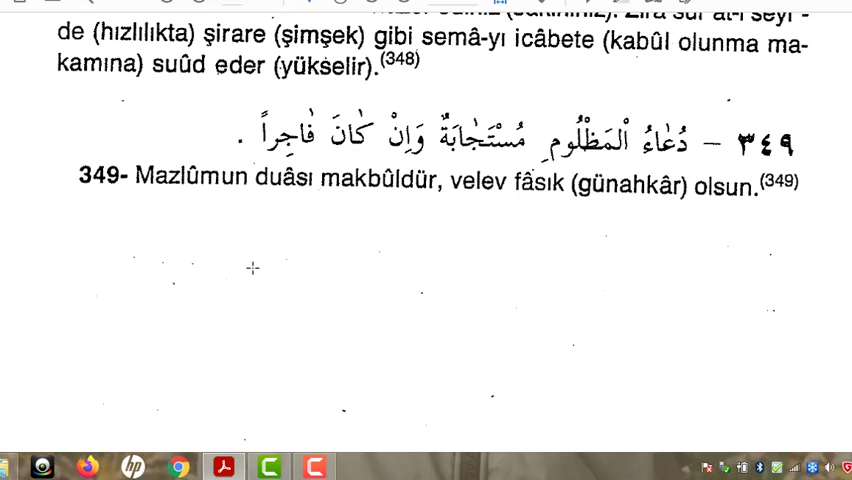 de (hızlılıkta) şirare (şimşek) gibi semâ-yı icâbete (kabûl olunma ma-
kamına) suûd eder (yükselir).(348)
٣٤٩ – دُعَاءُ الْمَظْلُومِ مُسْتَجَابَةٌ وَاِنْ كَانَ فَاجِراً .
349- Mazlûmun duâsı makbûldür, velev fâsık (günahkâr) olsun.(349)
hp